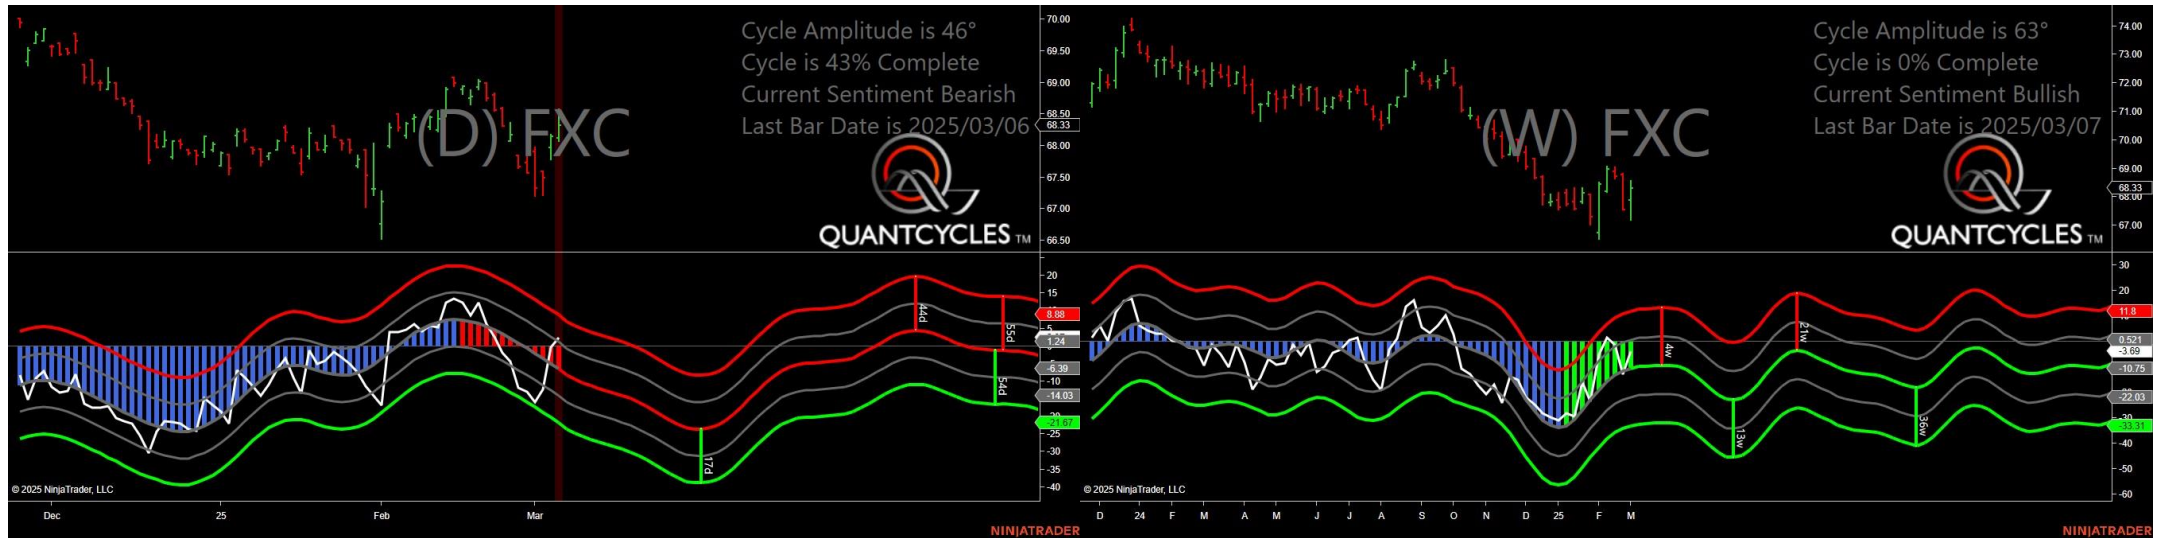 Cycle Amplitude is 46°
Cycle is 43% Complete
Current Sentiment Bearish
Last Bar Date is 2025/03/06
(D) FXC
QUANTCYCLES TM
70.00
69.50
69.00
68.50
68.33
68.00
67.50
67.00
66.50
20
15
8.88
5
1.24
-6.39
-10
-14.03
-20
-21.67
-25
-30
-35
-40
17d
44d
54d
55d
© 2025 NinjaTrader, LLC
Dec 25 Feb Mar
NINJATRADER
Cycle Amplitude is 63°
Cycle is 0% Complete
Current Sentiment Bullish
Last Bar Date is 2025/03/07
(W) FXC
QUANTCYCLES TM
74.00
73.00
72.00
71.00
70.00
69.00
68.33
68.00
67.00
30
20
11.8
0.521
-3.69
-10.75
-22.03
-30
-33.31
-40
-50
-60
4w
13w
21w
36w
© 2025 NinjaTrader, LLC
D 24 F M A M J J A S O N D 25 F M
NINJATRADER